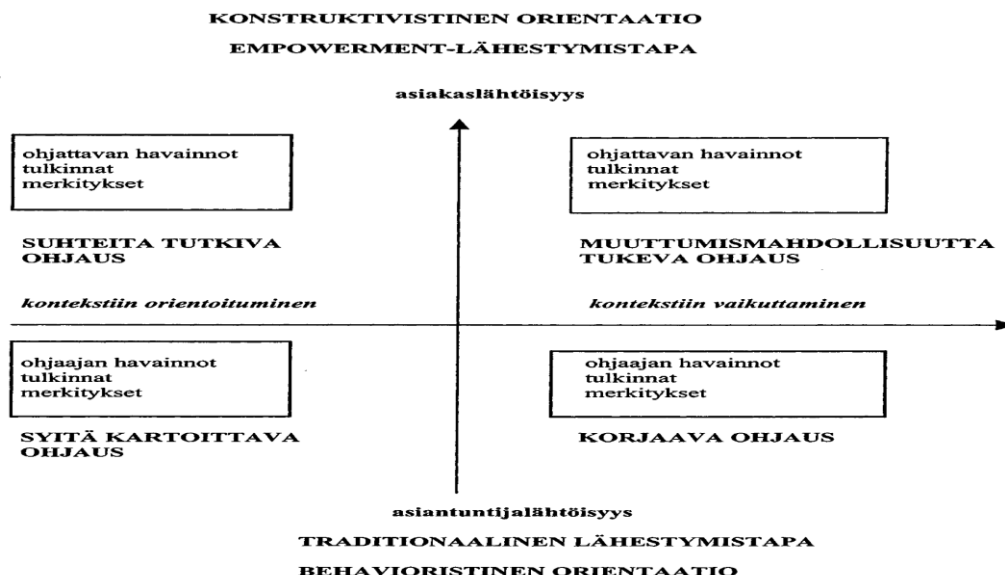 KONSTRUKTIVISTINEN ORIENTAATIO
EMPOWERMENT-LÄHESTYMISTAPA
asiakaslähtöisyys
ohjattavan havainnot
tulkinnat
merkitykset
SUHTEITA TUTKIVA
OHJAUS
ohjattavan havainnot
tulkinnat
merkitykset
MUUTTUMISMAHDOLLISUUTTA
TUKEVA OHJAUS
kontekstiin orientoituminen
kontekstiin vaikuttaminen
ohjaajan havainnot
tulkinnat
merkitykset
SYITÄ KARTOITTAVA
OHJAUS
ohjaajan havainnot
tulkinnat
merkitykset
KORJAAVA OHJAUS
asiantuntijalähtöisyys
TRADITIONAALINEN LÄHESTYMISTAPA
BEHAVIORISTINEN ORIENTAATIO